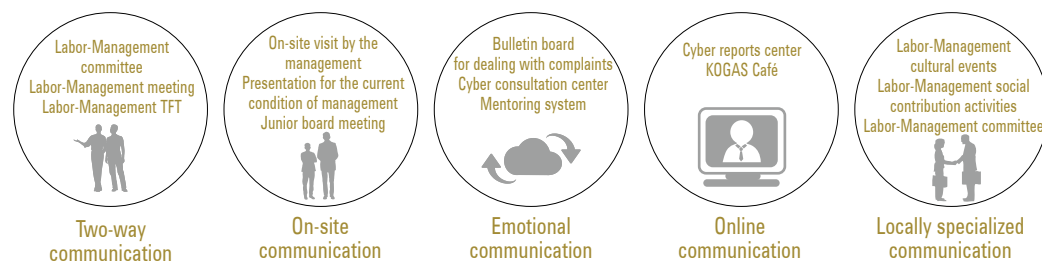 Labor-Management
committee
Labor-Management meeting
Labor-Management TFT
Two-way
communication
On-site visit by the
management
Presentation for the current
condition of management
Junior board meeting
On-site
communication
Bulletin board
for dealing with complaints
Cyber consultation center
Mentoring system
Emotional
communication
Cyber reports center
KOGAS Café
Online
communication
Labor-Management
cultural events
Labor-Management social
contribution activities
Labor-Management committee
Locally specialized
communication